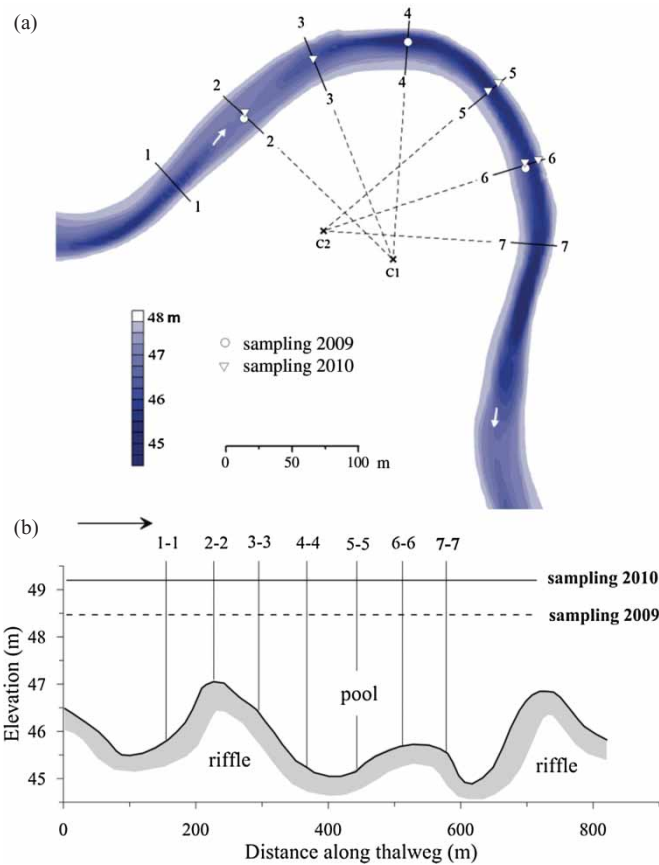 (a)
3
4
3
4
5
5
2
2
6
6
1
1
7
7
C2
C1
48 m
47
46
45
sampling 2009
sampling 2010
0 50 100
m
(b)
1-1 2-2 3-3 4-4 5-5 6-6 7-7
49
48
47
46
45
Elevation (m)
sampling 2010
sampling 2009
pool
riffle
riffle
0 200 400 600 800
Distance along thalweg (m)